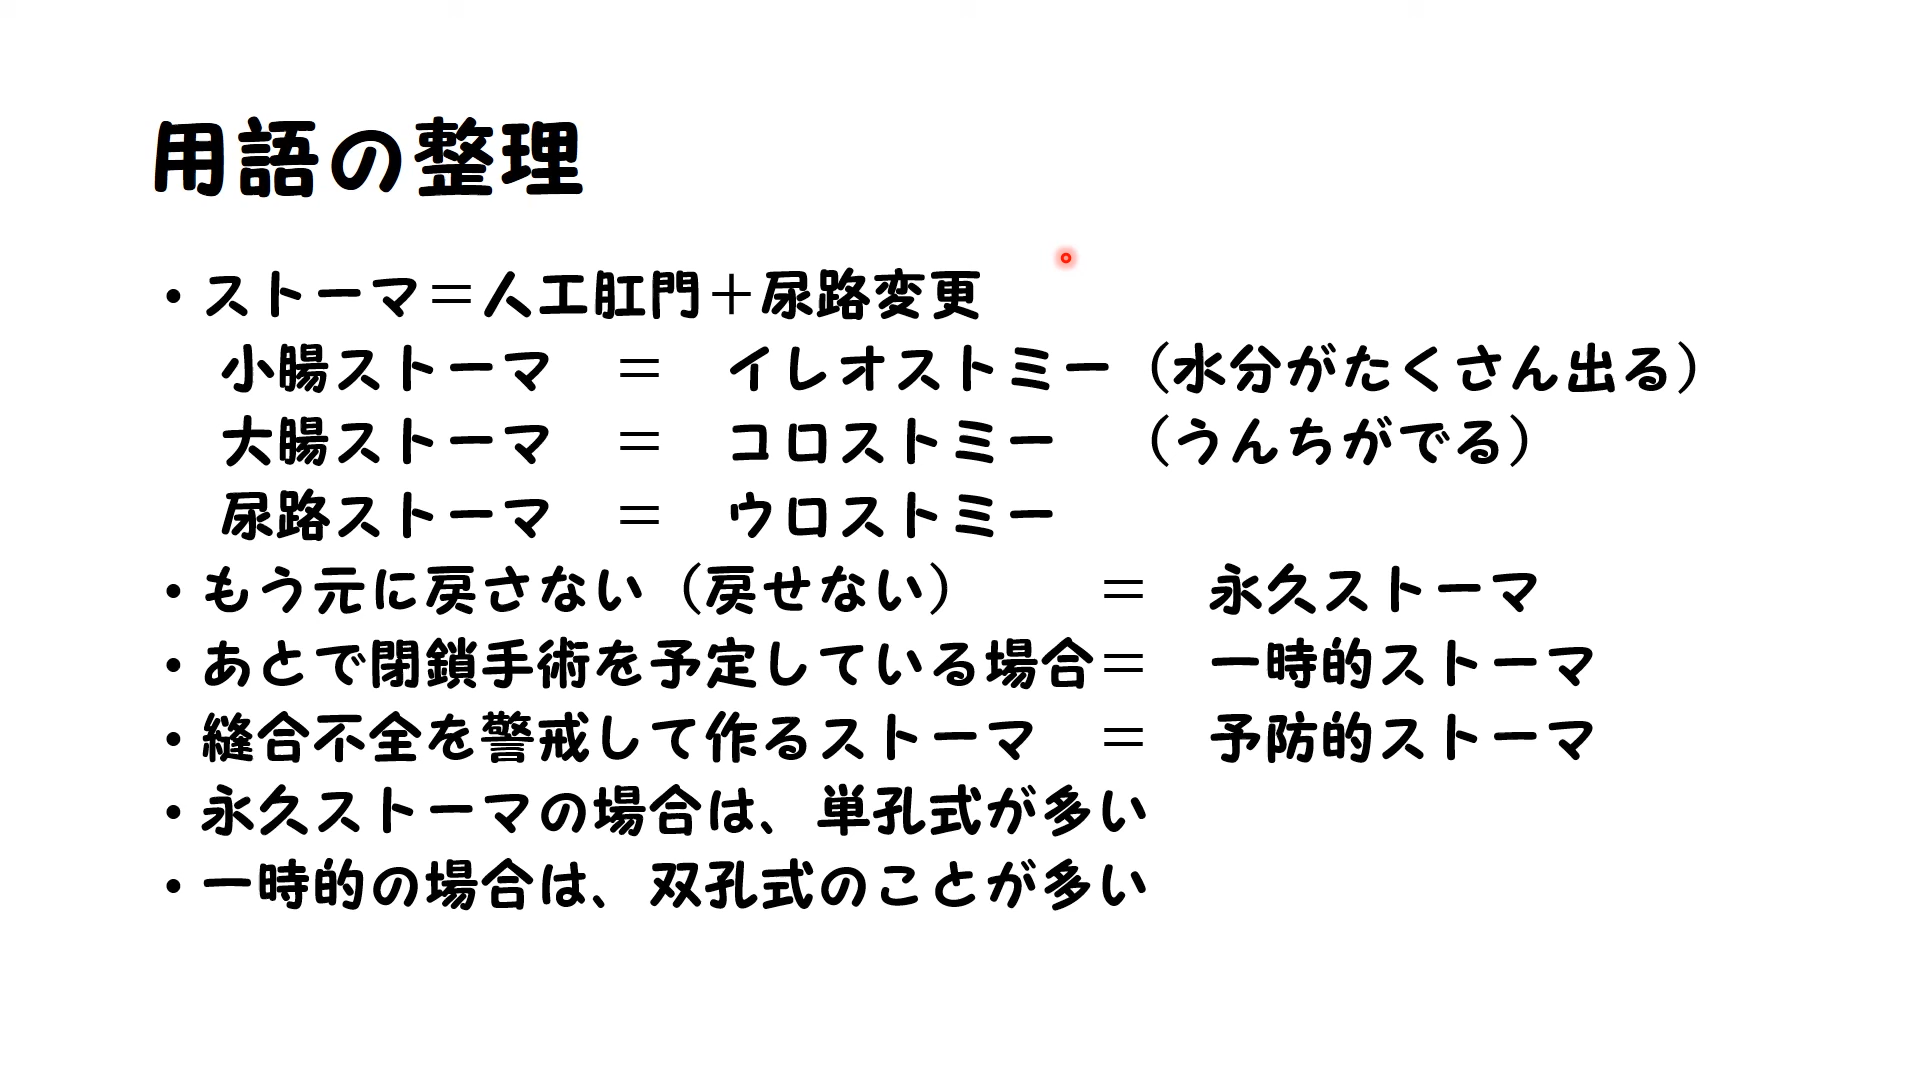 用語の整理
・ストーマ＝人工肛門＋尿路変更
小腸ストーマ　＝　イレオストミー（水分がたくさん出る）
大腸ストーマ　＝　コロストミー　（うんちがでる）
尿路ストーマ　＝　ウロストミー
・もう元に戻さない（戻せない）　　＝　永久ストーマ
・あとで閉鎖手術を予定している場合＝　一時的ストーマ
・縫合不全を警戒して作るストーマ　＝　予防的ストーマ
・永久ストーマの場合は、単孔式が多い
・一時的の場合は、双孔式のことが多い